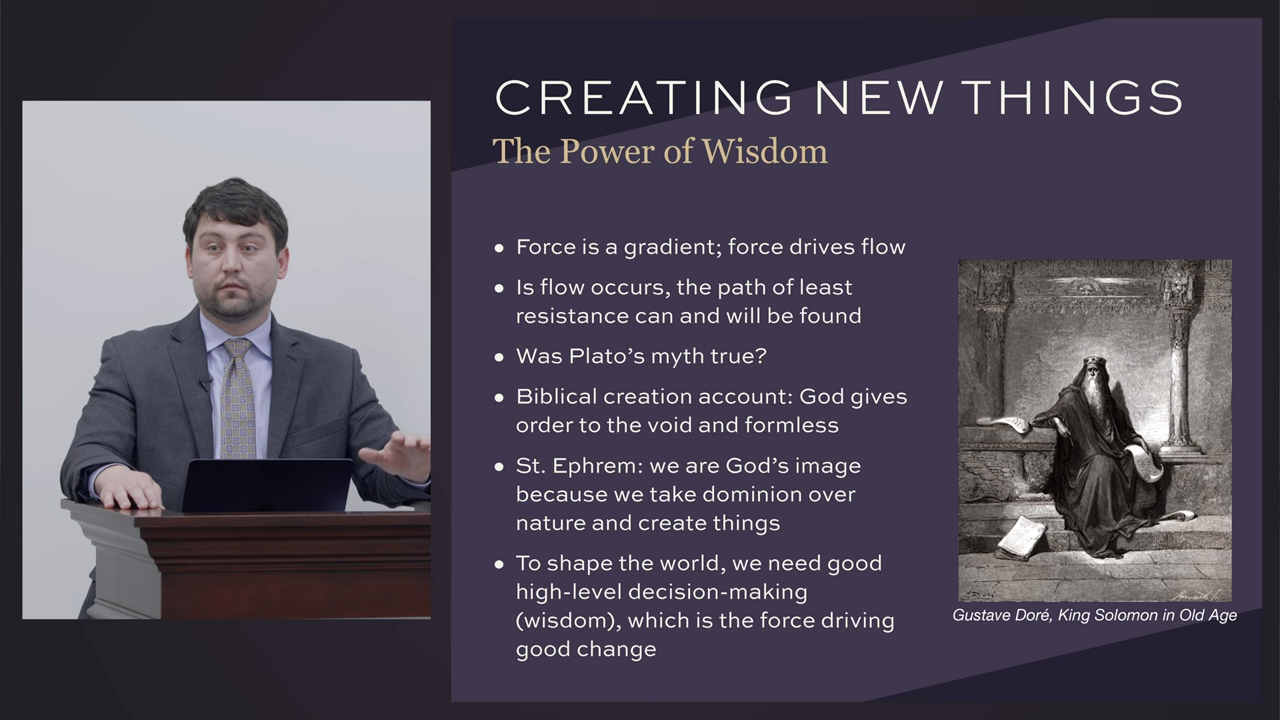 CREATING NEW THINGS
The Power of Wisdom
● Force is a gradient; force drives flow
● Is flow occurs, the path of least
resistance can and will be found
● Was Plato’s myth true?
● Biblical creation account: God gives
order to the void and formless
● St. Ephrem: we are God’s image
because we take dominion over
nature and create things
● To shape the world, we need good
high-level decision-making
(wisdom), which is the force driving
good change
Gustave Doré, King Solomon in Old Age